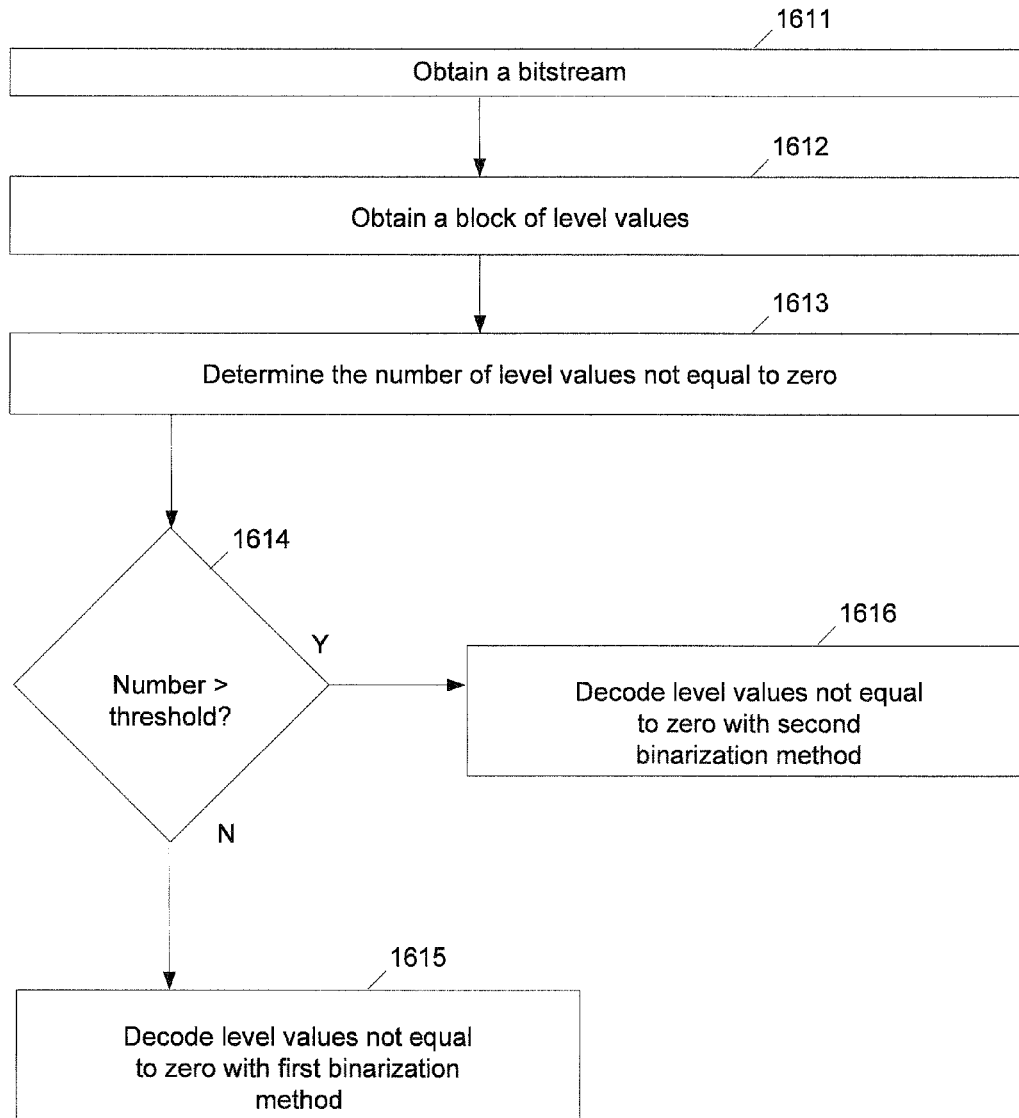 1611
Obtain a bitstream
1612
Obtain a block of level values
1613
Determine the number of level values not equal to zero
1614
Number >
threshold?
Y
N
1616
Decode level values not equal
to zero with second
binarization method
1615
Decode level values not equal
to zero with first binarization
method